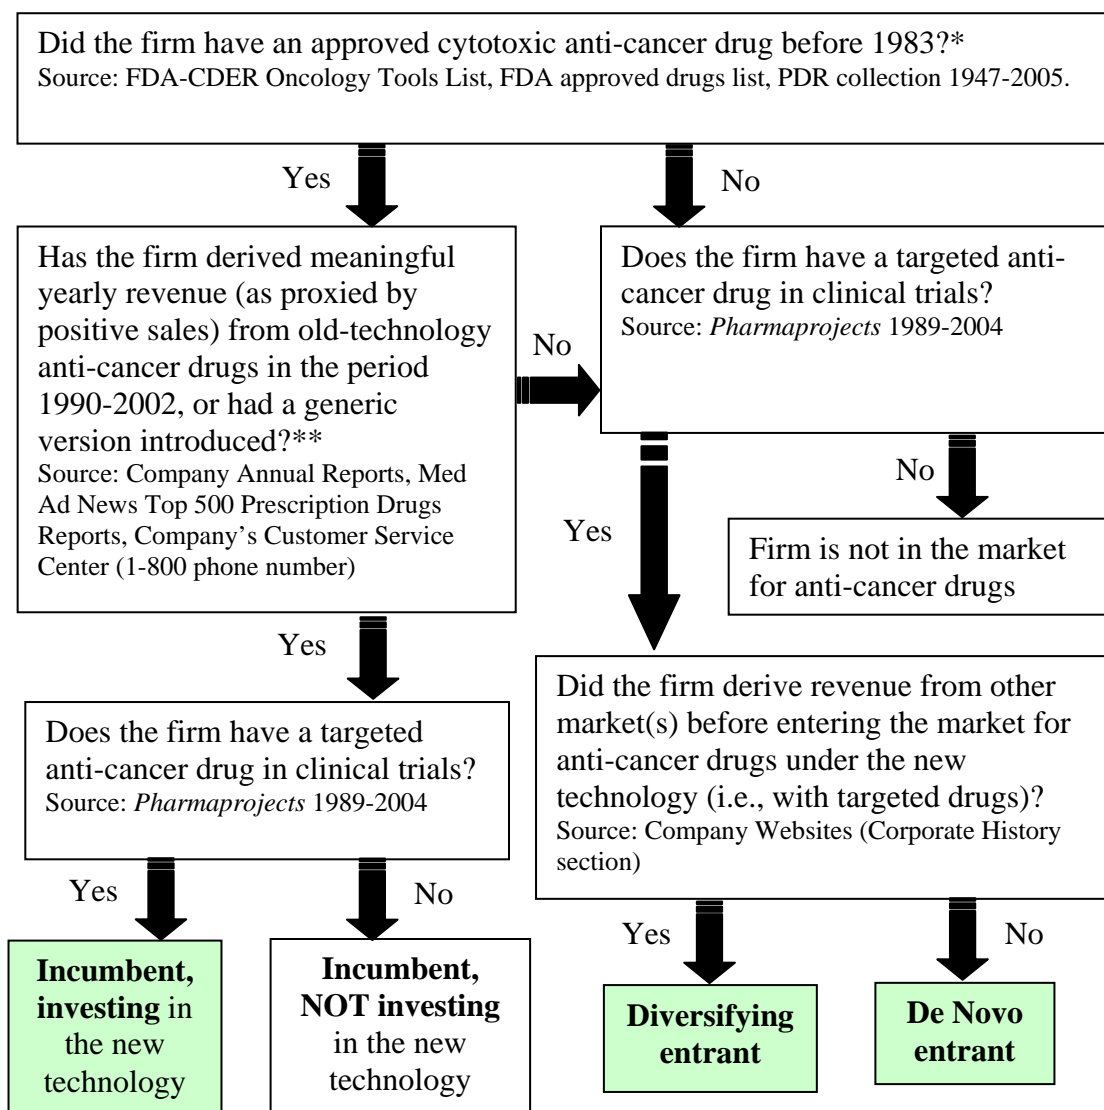 Did the firm have an approved cytotoxic anti-cancer drug before 1983?*
Source: FDA-CDER Oncology Tools List, FDA approved drugs list, PDR collection 1947-2005.
Yes
No
Has the firm derived meaningful
yearly revenue (as proxied by
positive sales) from old-technology
anti-cancer drugs in the period
1990-2002, or had a generic
version introduced?**
Source: Company Annual Reports, Med
Ad News Top 500 Prescription Drugs
Reports, Company's Customer Service
Center (1-800 phone number)
No
Does the firm have a targeted anti-
cancer drug in clinical trials?
Source: Pharmaprojects 1989-2004
No
Yes
Firm is not in the market
for anti-cancer drugs
Yes
Does the firm have a targeted
anti-cancer drug in clinical trials?
Source: Pharmaprojects 1989-2004
Did the firm derive revenue from other
market(s) before entering the market for
anti-cancer drugs under the new
technology (i.e., with targeted drugs)?
Source: Company Websites (Corporate History
section)
Yes
No
Yes
No
Incumbent,
investing in
the new
technology
Incumbent,
NOT investing
in the new
technology
Diversifying
entrant
De Novo
entrant